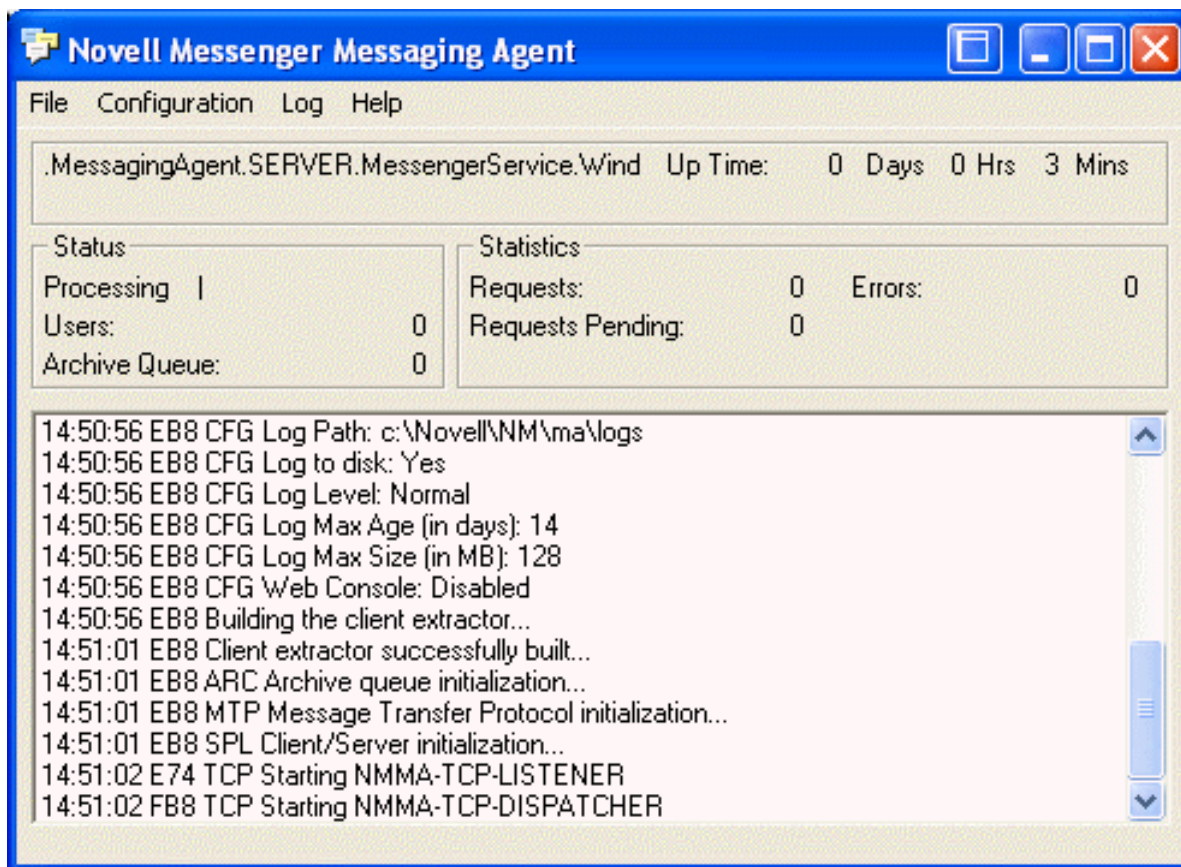 Novell Messenger Messaging Agent
File Configuration Log Help
.MessagingAgent.SERVER.MessengerService.Wind Up Time: 0 Days 0 Hrs 3 Mins
Status
Statistics
Processing |
Requests: 0 Errors: 0
Users: 0
Requests Pending: 0
Archive Queue: 0
14:50:56 EB8 CFG Log Path: c:\Novell\NM\ma\logs
14:50:56 EB8 CFG Log to disk: Yes
14:50:56 EB8 CFG Log Level: Normal
14:50:56 EB8 CFG Log Max Age (in days): 14
14:50:56 EB8 CFG Log Max Size (in MB): 128
14:50:56 EB8 CFG Web Console: Disabled
14:50:56 EB8 Building the client extractor...
14:51:01 EB8 Client extractor successfully built...
14:51:01 EB8 ARC Archive queue initialization...
14:51:01 EB8 MTP Message Transfer Protocol initialization...
14:51:01 EB8 SPL Client/Server initialization...
14:51:02 E74 TCP Starting NMMA-TCP-LISTENER
14:51:02 FB8 TCP Starting NMMA-TCP-DISPATCHER